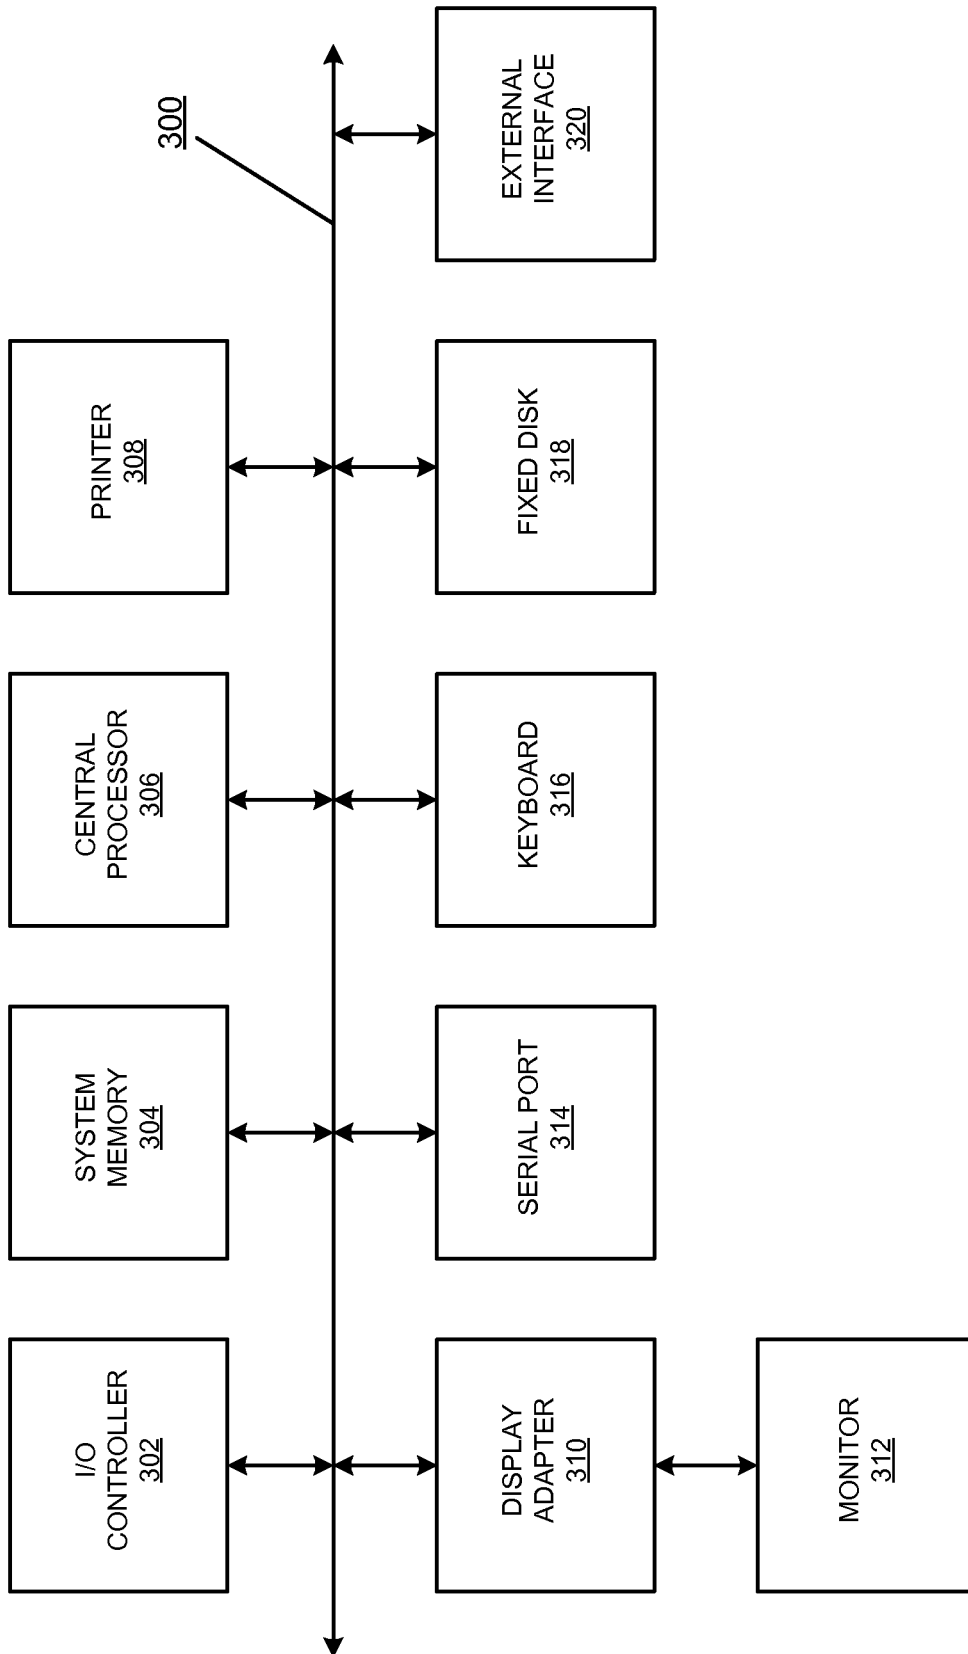 300
I/O
CONTROLLER
302
SYSTEM
MEMORY
304
CENTRAL
PROCESSOR
306
PRINTER
308
DISPLAY
ADAPTER
310
SERIAL PORT
314
KEYBOARD
316
FIXED DISK
318
EXTERNAL
INTERFACE
320
MONITOR
312